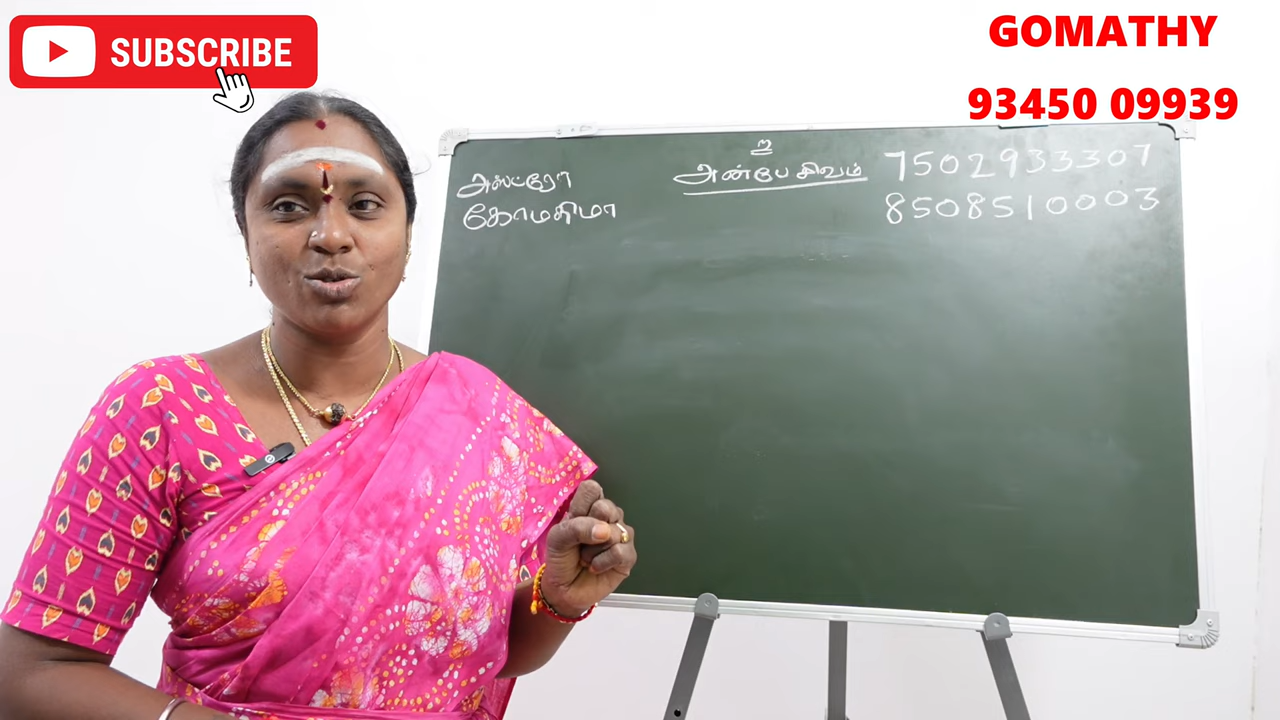 SUBSCRIBE
GOMATHY
93450 09939
உ
அஸ்ட்ரோ
கோமதிமா
அன்பே சிவம்
7502933307
8508510003